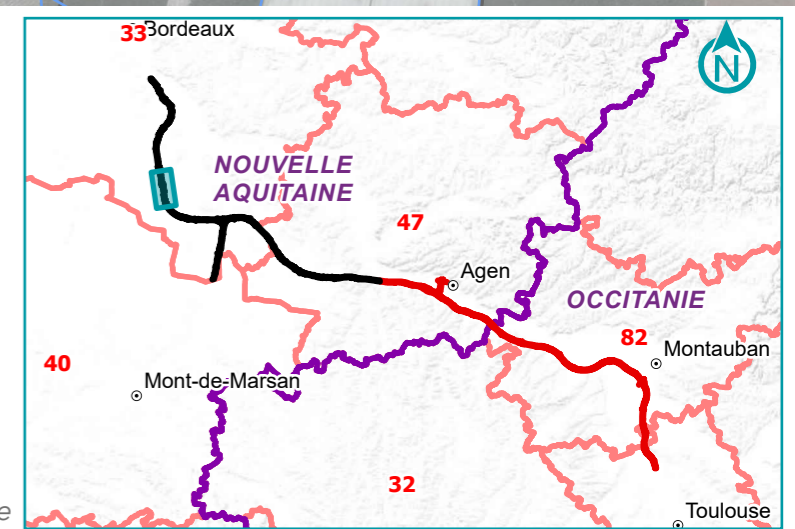 33
Bordeaux
N
NOUVELLE
AQUITAINE
47
Agen
OCCITANIE
82
Montauban
40
Mont-de-Marsan
32
Toulouse
e